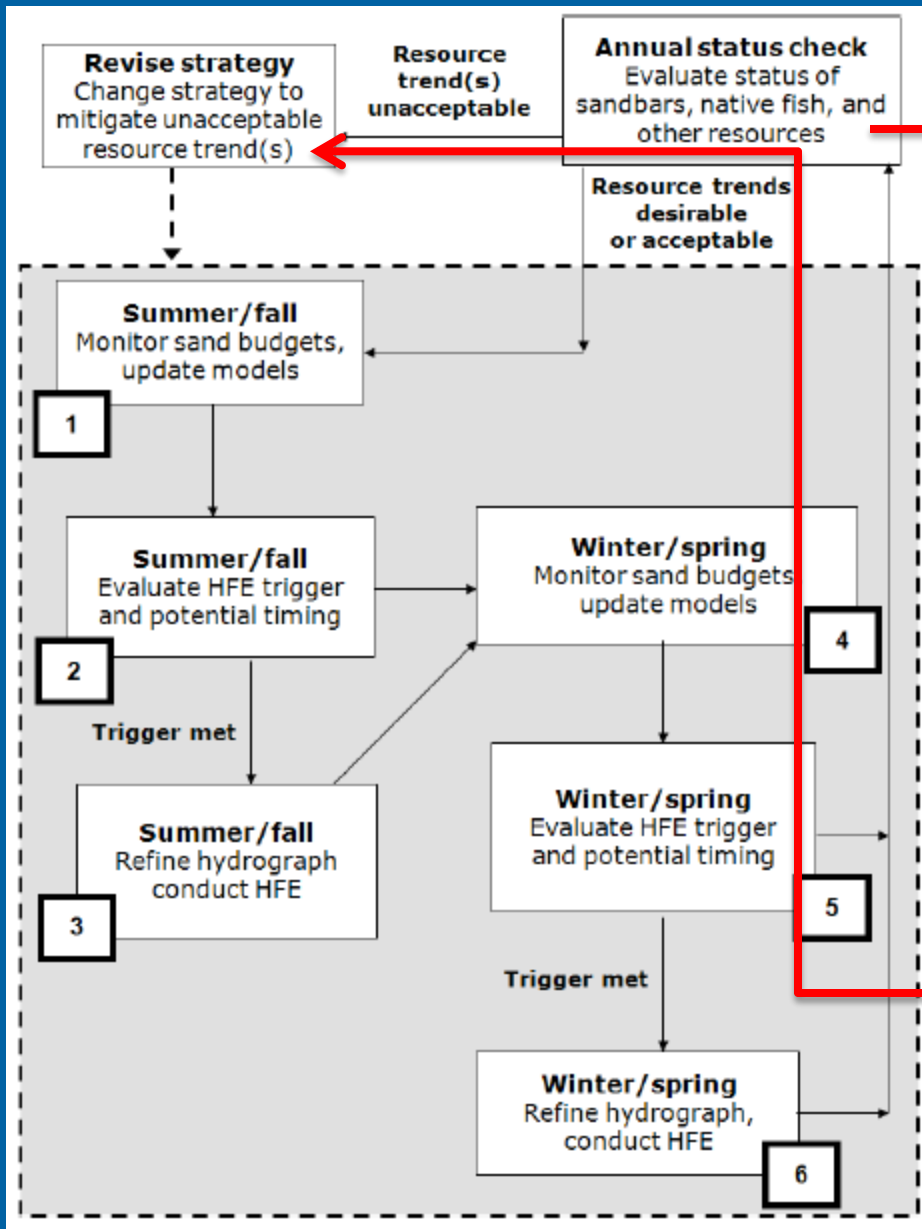 Revise strategy
Change strategy to
mitigate unacceptable
resource trend(s)
Resource
trend(s)
unacceptable
Annual status check
Evaluate status of
sandbars, native fish, and
other resources
Resource trends
desirable
or acceptable
Summer/fall
Monitor sand budgets,
update models
1
Summer/fall
Evaluate HFE trigger
and potential timing
2
Trigger met
Summer/fall
Refine hydrograph
conduct HFE
3
Winter/spring
Monitor sand budgets
update models
4
Winter/spring
Evaluate HFE trigger
and potential timing
5
Trigger met
Winter/spring
Refine hydrograph,
conduct HFE
6